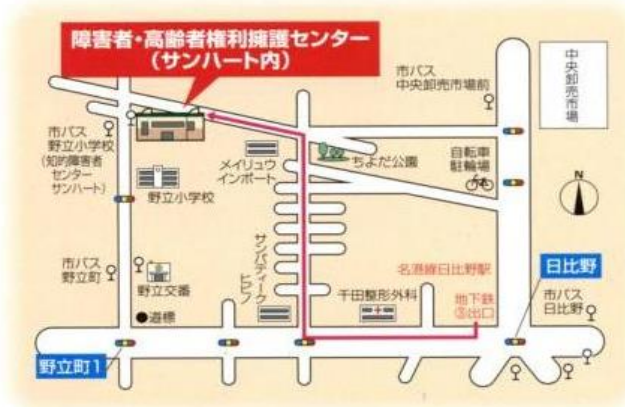 障害者・高齢者権利擁護センター
(サンハート内)
市バス
中央卸売市場前
中央卸売市場
市バス
野立小学校
(知的障害者
センター
サンハート)
メイリュウ
インポート
ちよだ公園
自転車
駐輪場
N
野立小学校
市バス
野立町
野立交番
サンパティーク
ヒビノ
名港線日比野駅
日比野
千田整形外科
地下鉄
③出口
市バス
日比野
●道標
野立町1